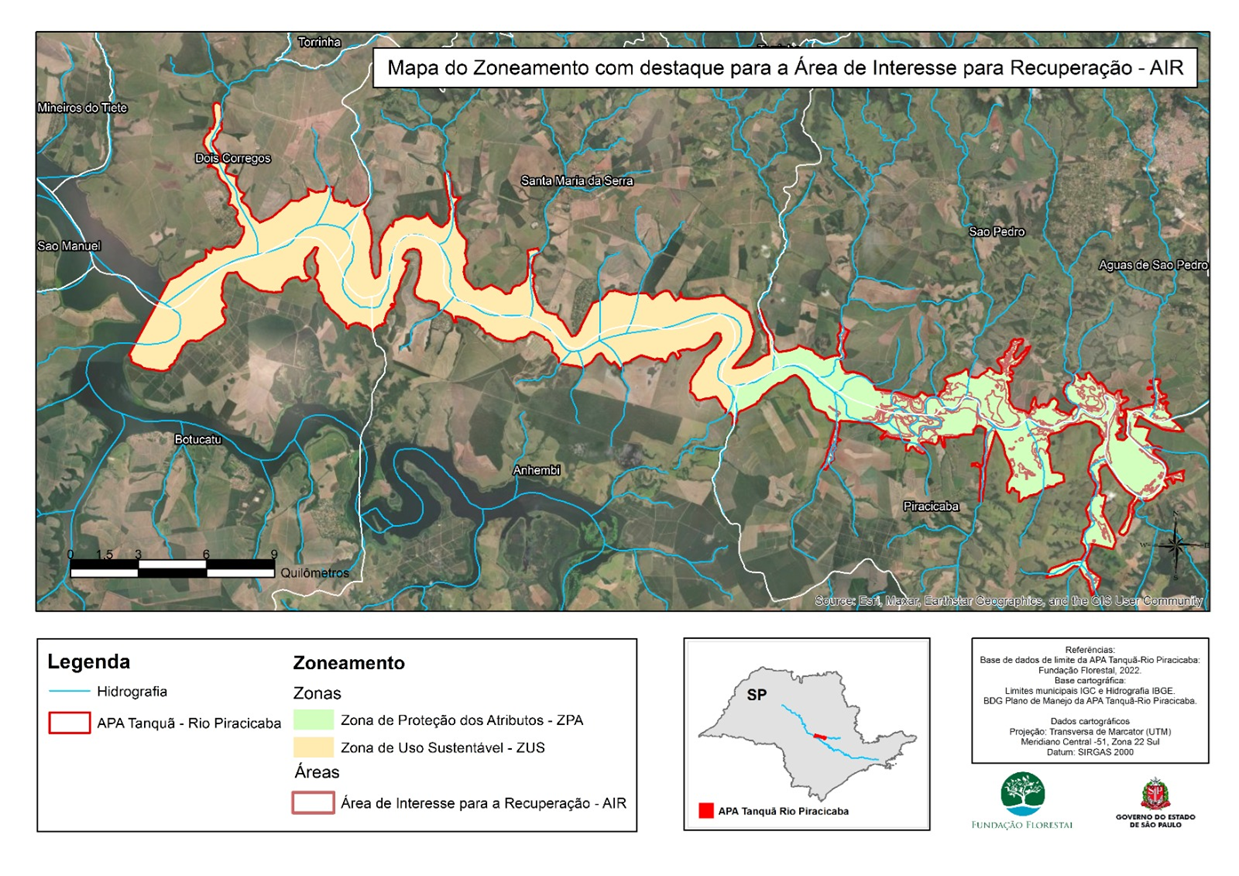 Mapa do Zoneamento com destaque para a Área de Interesse para Recuperação - AIR
Torrinha
Mineiros do Tiete
Dois Corregos
Santa Maria da Serra
Sao Manuel
Sao Pedro
Aguas de Sao Pedro
Botucatu
Anhembi
Piracicaba
0 1,5 3 6 9
Quilômetros
N
W E
Source: Esri, Maxar, Earthstar Geographics, and the GIS User Community
Legenda
Hidrografia
APA Tanquã - Rio Piracicaba
Zoneamento
Zonas
Zona de Proteção dos Atributos - ZPA
Zona de Uso Sustentável - ZUS
Áreas
Área de Interesse para a Recuperação - AIR
SP
APA Tanquã Rio Piracicaba
Referências:
Base de dados de limite da APA Tanquã-Rio Piracicaba:
Fundação Florestal, 2022.
Base cartográfica:
Limites municipais IGC e Hidrografia IBGE.
BDG Plano de Manejo da APA Tanquã-Rio Piracicaba.
Dados cartográficos
Projeção: Transversa de Marcator (UTM)
Meridiano Central -51, Zona 22 Sul
Datum: SIRGAS 2000
FUNDAÇÃO FLORESTAL
GOVERNO DO ESTADO
DE SÃO PAULO